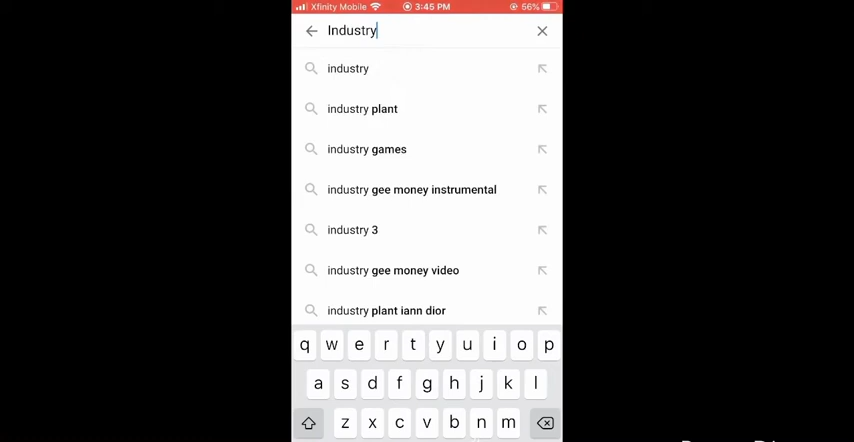 Xfinity Mobile 3:45 PM 56%
Industry
industry
industry plant
industry games
industry gee money instrumental
industry 3
industry gee money video
industry plant iann dior
q w e r t y u i o p
a s d f g h j k l
z x c v b n m